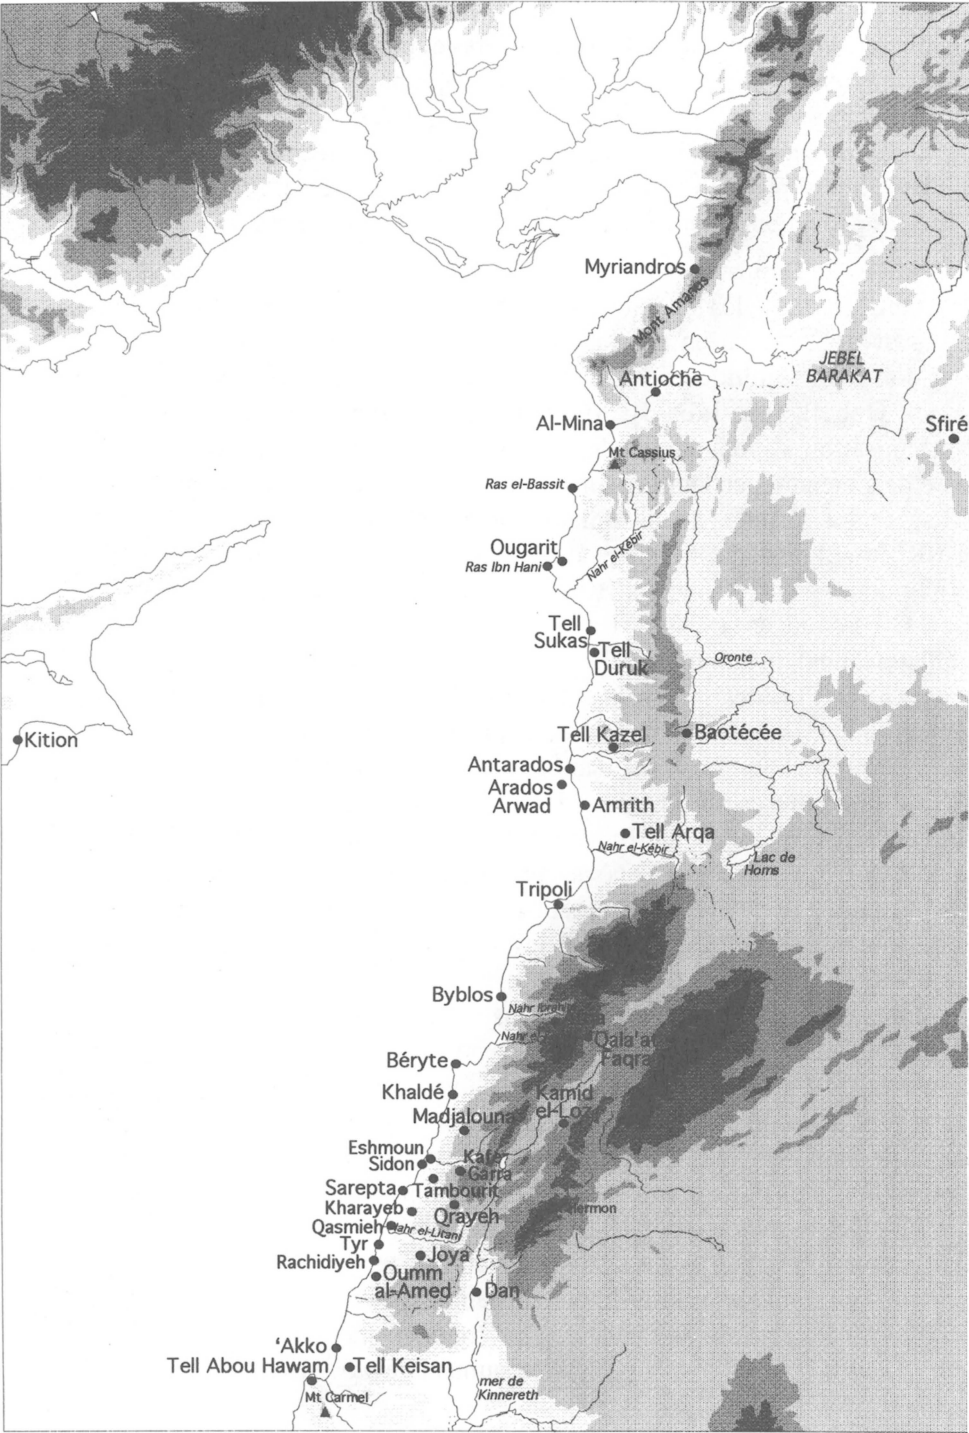 Myriandros
Mont Amanus
JEBEL
BARAKAT
Antioche
Al-Mina
Sfiré
Mt Cassius
Ras el-Bassit
Ougarit
Ras Ibn Hani
Nahr el-Kébir
Tell
Sukas
Tell
Duruk
Oronte
Kition
Tell Kazel
Baotécée
Antarados
Arados
Arwad
Amrith
Tell Arqa
Nahr el-Kébir
Lac de
Homs
Tripoli
Byblos
Nahr Ibrahim
Nahr
Qala'at
Faqra
Béryte
Khaldé
Kamid
el-Loz
Madjalouna
Eshmoun
Sidon
Kafer
Garra
Tambourit
Sarepta
Kharayeb
Qrayeh
Hermon
Qasmieh
Nahr el-Litani
Tyr
Joya
Rachidiyeh
Oumm
al-Amed
Dan
'Akko
Tell Abou Hawam
Tell Keisan
Mt Carmel
mer de
Kinnereth